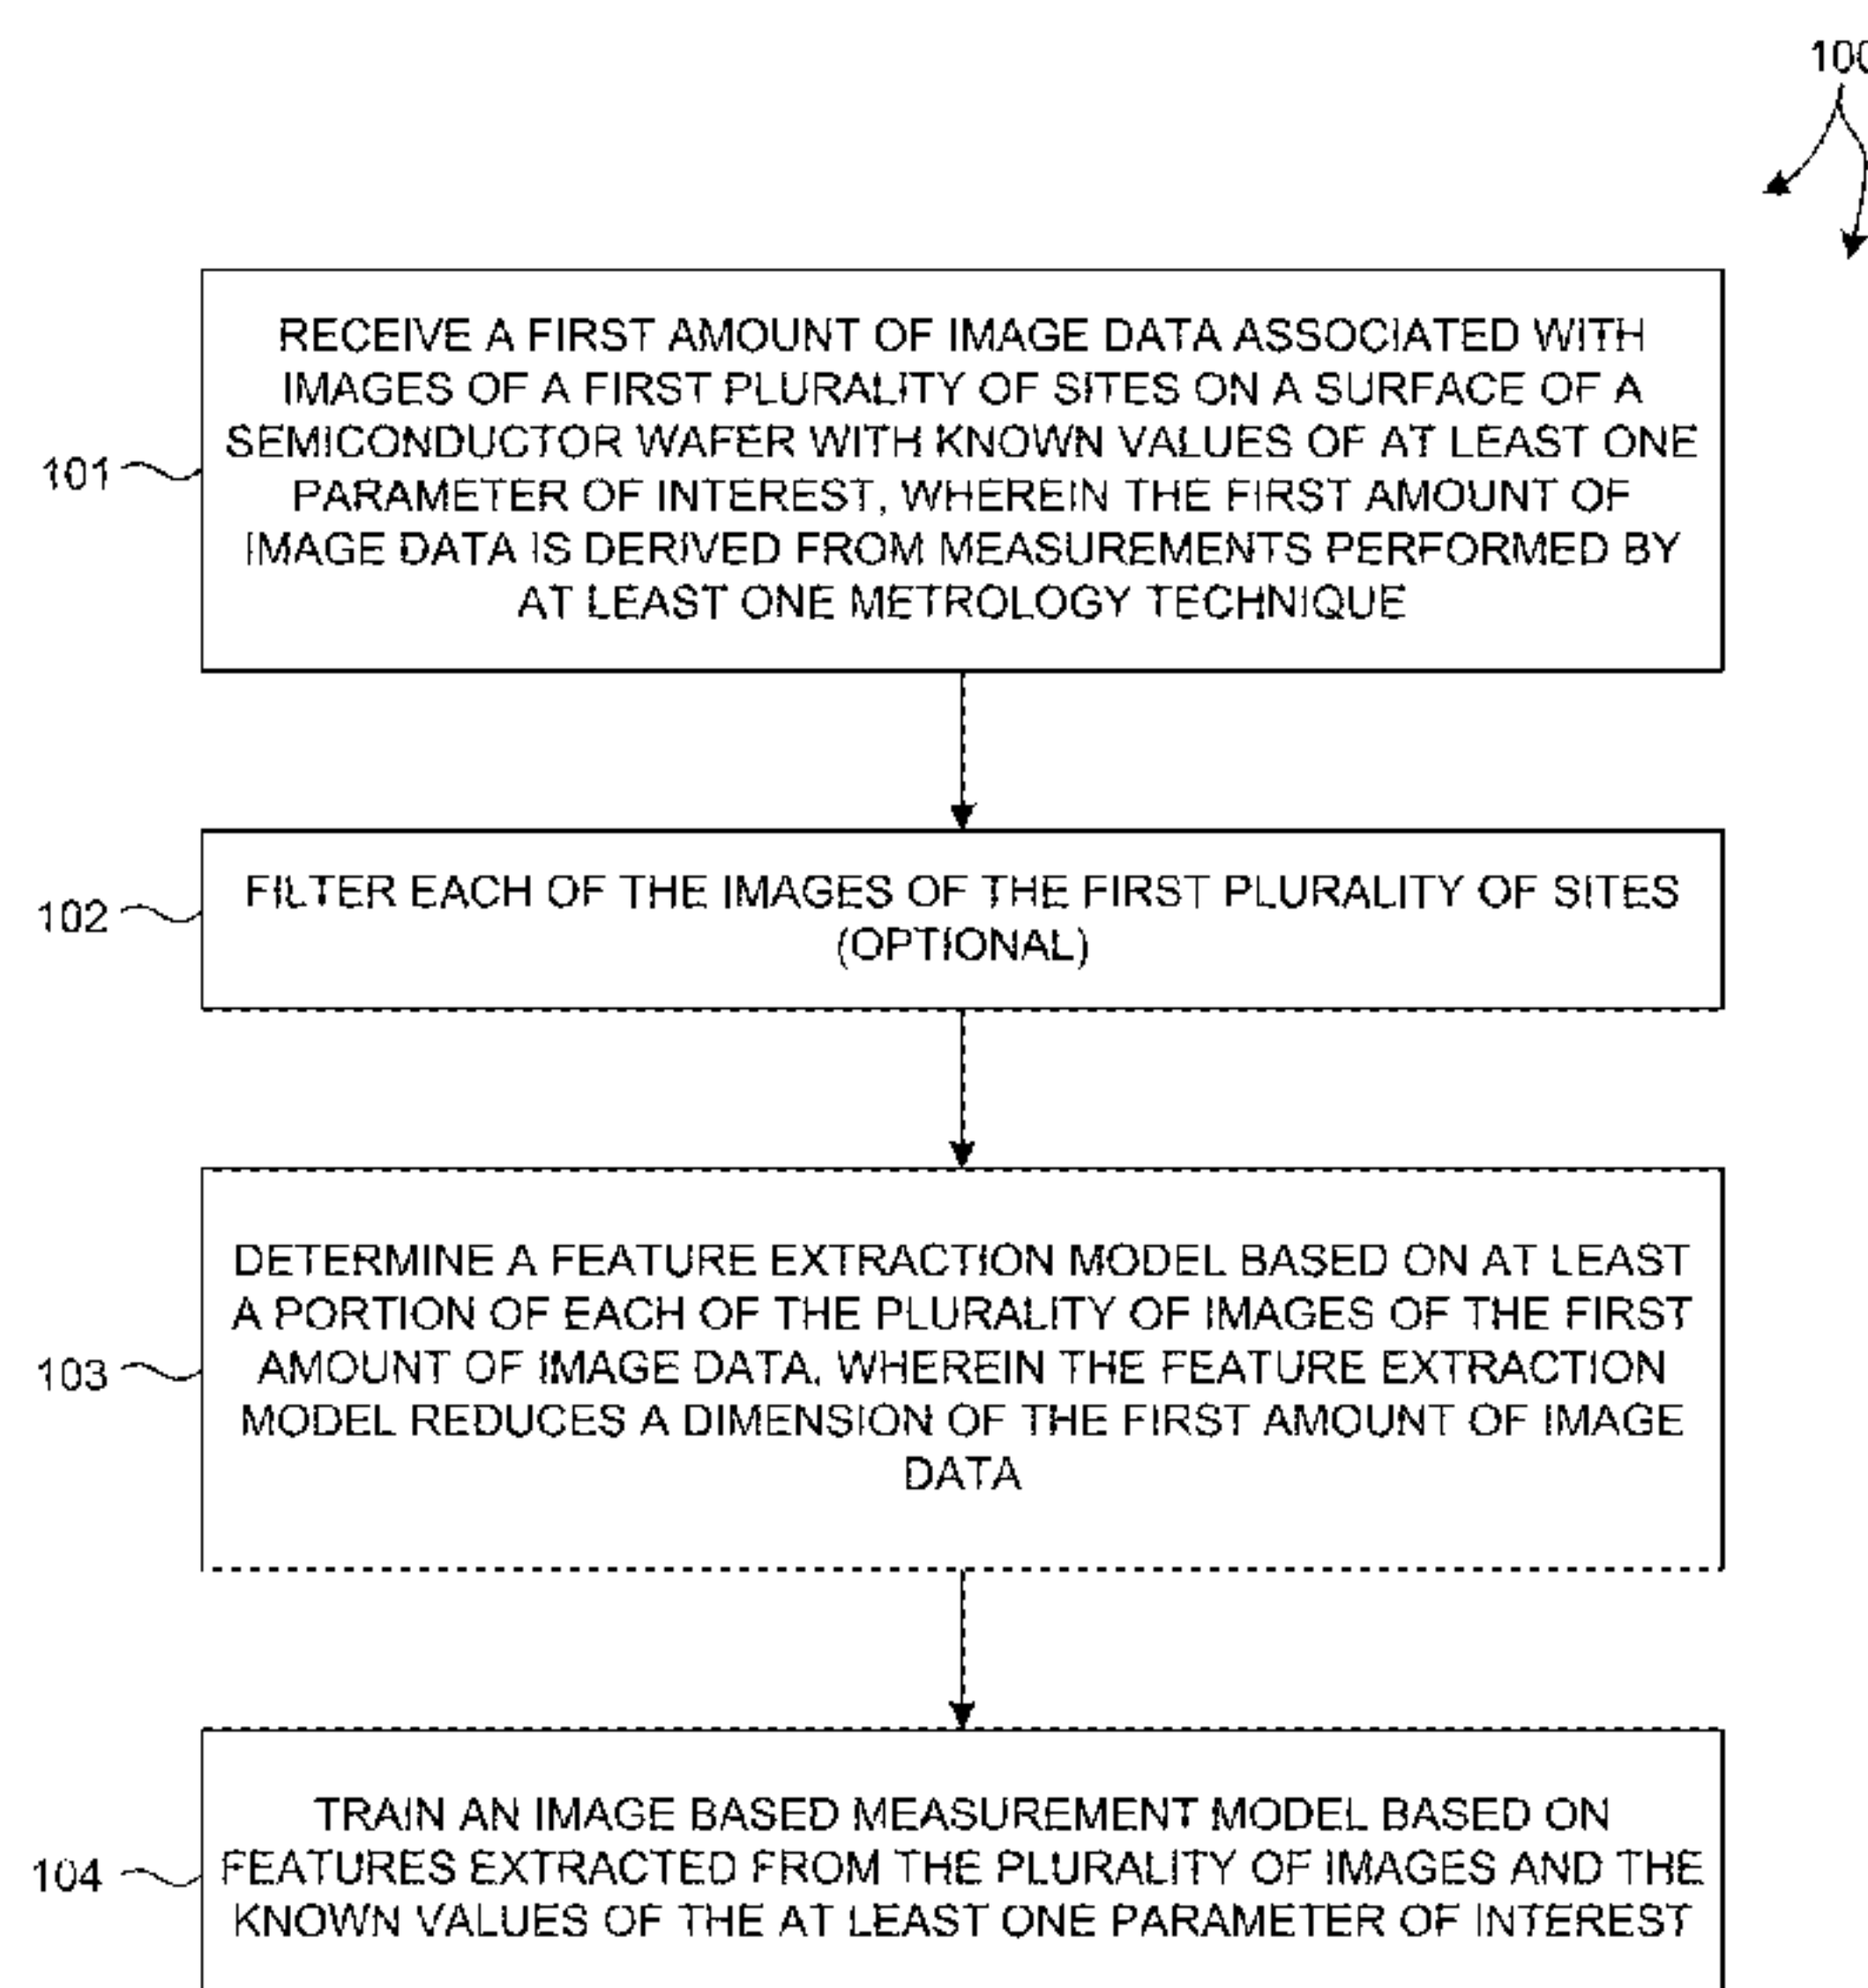 100
RECEIVE A FIRST AMOUNT OF IMAGE DATA ASSOCIATED WITH
IMAGES OF A FIRST PLURALITY OF SITES ON A SURFACE OF A
SEMICONDUCTOR WAFER WITH KNOWN VALUES OF AT LEAST ONE
PARAMETER OF INTEREST, WHEREIN THE FIRST AMOUNT OF
IMAGE DATA IS DERIVED FROM MEASUREMENTS PERFORMED BY
AT LEAST ONE METROLOGY TECHNIQUE
101
FILTER EACH OF THE IMAGES OF THE FIRST PLURALITY OF SITES
(OPTIONAL)
102
DETERMINE A FEATURE EXTRACTION MODEL BASED ON AT LEAST
A PORTION OF EACH OF THE PLURALITY OF IMAGES OF THE FIRST
AMOUNT OF IMAGE DATA, WHEREIN THE FEATURE EXTRACTION
MODEL REDUCES A DIMENSION OF THE FIRST AMOUNT OF IMAGE
DATA
103
TRAIN AN IMAGE BASED MEASUREMENT MODEL BASED ON
FEATURES EXTRACTED FROM THE PLURALITY OF IMAGES AND THE
KNOWN VALUES OF THE AT LEAST ONE PARAMETER OF INTEREST
104